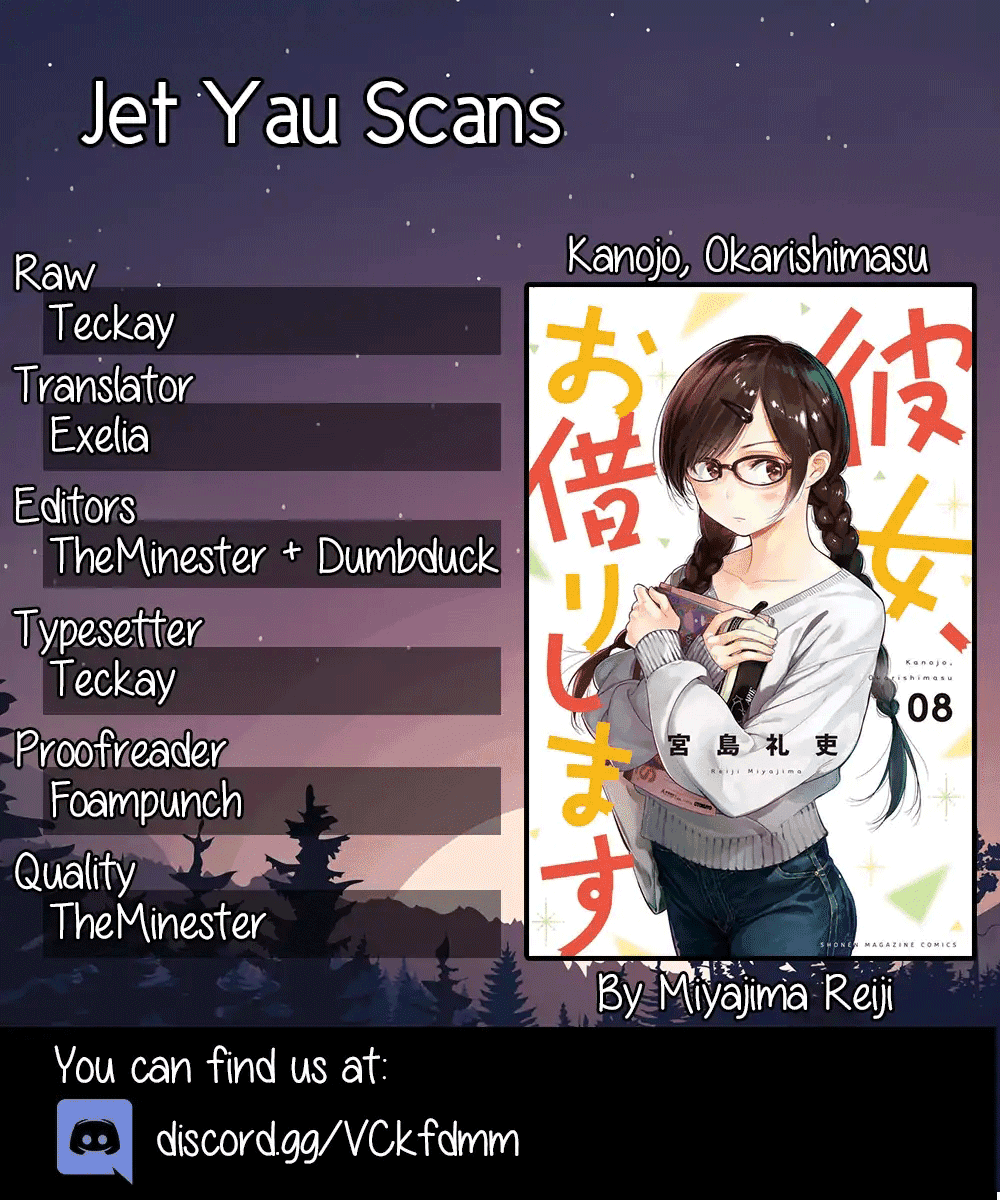 Jet Yau Scans
Raw
Teckay
Translator
Exelia
Editors
TheMinester + Dumbduck
Typesetter
Teckay
Proofreader
Foampunch
Quality
TheMinester
Kanojo, Okarishimasu
彼女、
お借りします
Kanojo,
Okarishimasu
08
宮島礼吏
Reiji Miyajima
SHONEN MAGAZINE COMICS
By Miyajima Reiji
You can find us at:
discord.gg/VCkfdmm